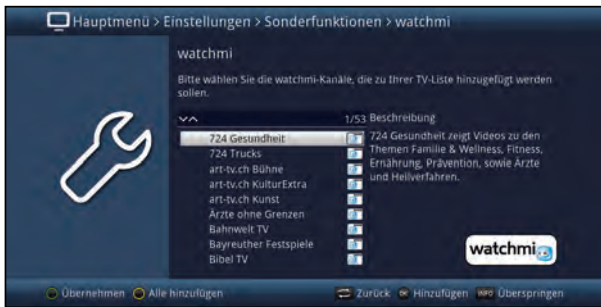 Hauptmenü > Einstellungen > Sonderfunktionen > watchmi
watchmi
Bitte wählen Sie die watchmi-Kanäle, die zu Ihrer TV-Liste hinzugefügt werden
sollen.
1/53 Beschreibung
724 Gesundheit
724 Trucks
art-tv.ch Bühne
art-tv.ch KulturExtra
art-tv.ch Kunst
Ärzte ohne Grenzen
Bahnwelt TV
Bayreuther Festspiele
Bibel TV
724 Gesundheit zeigt Videos zu den
Themen Familie & Wellness, Fitness,
Ernährung, Prävention, sowie Ärzte
und Heilverfahren.
watchmi
Übernehmen Alle hinzufügen Zurück OK Hinzufügen INFO Überspringen